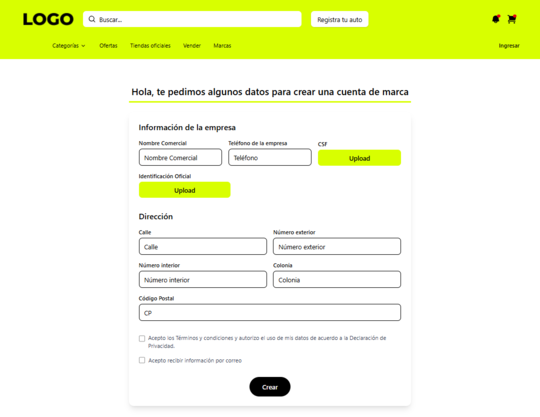 LOGO
Buscar...
Registra tu auto
Categorías
Ofertas
Tiendas oficiales
Vender
Marcas
Ingresar
Hola, te pedimos algunos datos para crear una cuenta de marca
Información de la empresa
Nombre Comercial
Teléfono de la empresa
CSF
Nombre Comercial
Teléfono
Upload
Identificación Oficial
Upload
Dirección
Calle
Número exterior
Calle
Número exterior
Número interior
Colonia
Número interior
Colonia
Código Postal
CP
Acepto los Términos y condiciones y autorizo el uso de mis datos de acuerdo a la Declaración de
Privacidad.
Acepto recibir información por correo
Crear